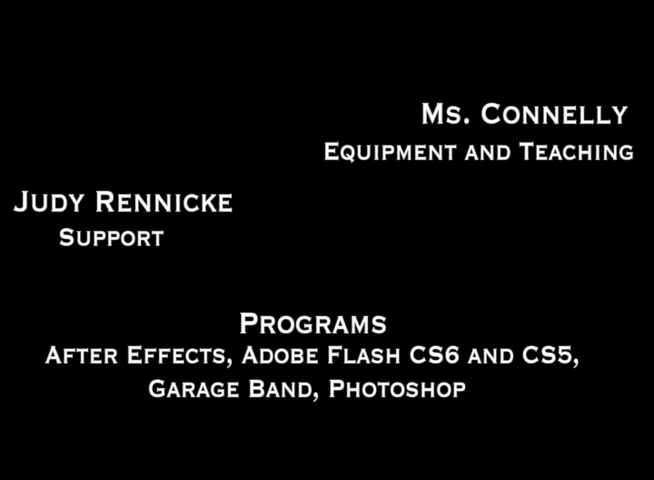 Ms. Connelly
Equipment and Teaching
Judy Rennicke
Support
Programs
After Effects, Adobe Flash CS6 and CS5,
Garage Band, Photoshop